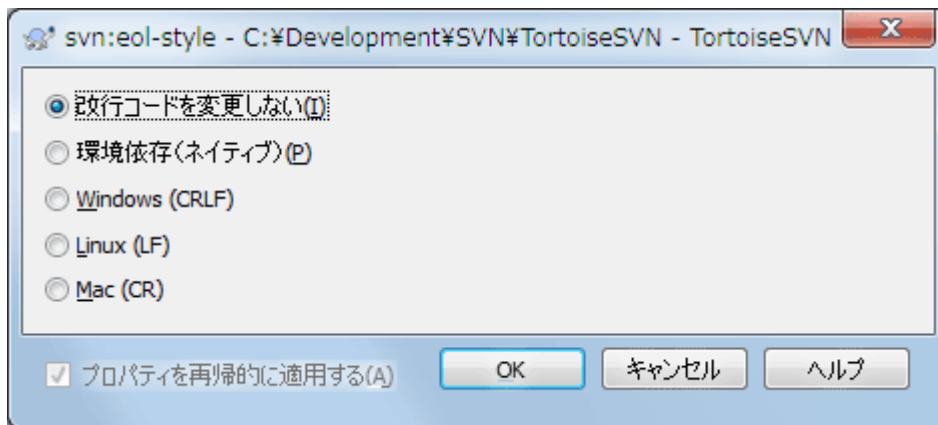 svn:eol-style - C:¥Development¥SVN¥TortoiseSVN - TortoiseSVN
改行コードを変更しない(I)
環境依存(ネイティブ)(P)
Windows (CRLF)
Linux (LF)
Mac (CR)
プロパティを再帰的に適用する(A) OK キャンセル ヘルプ